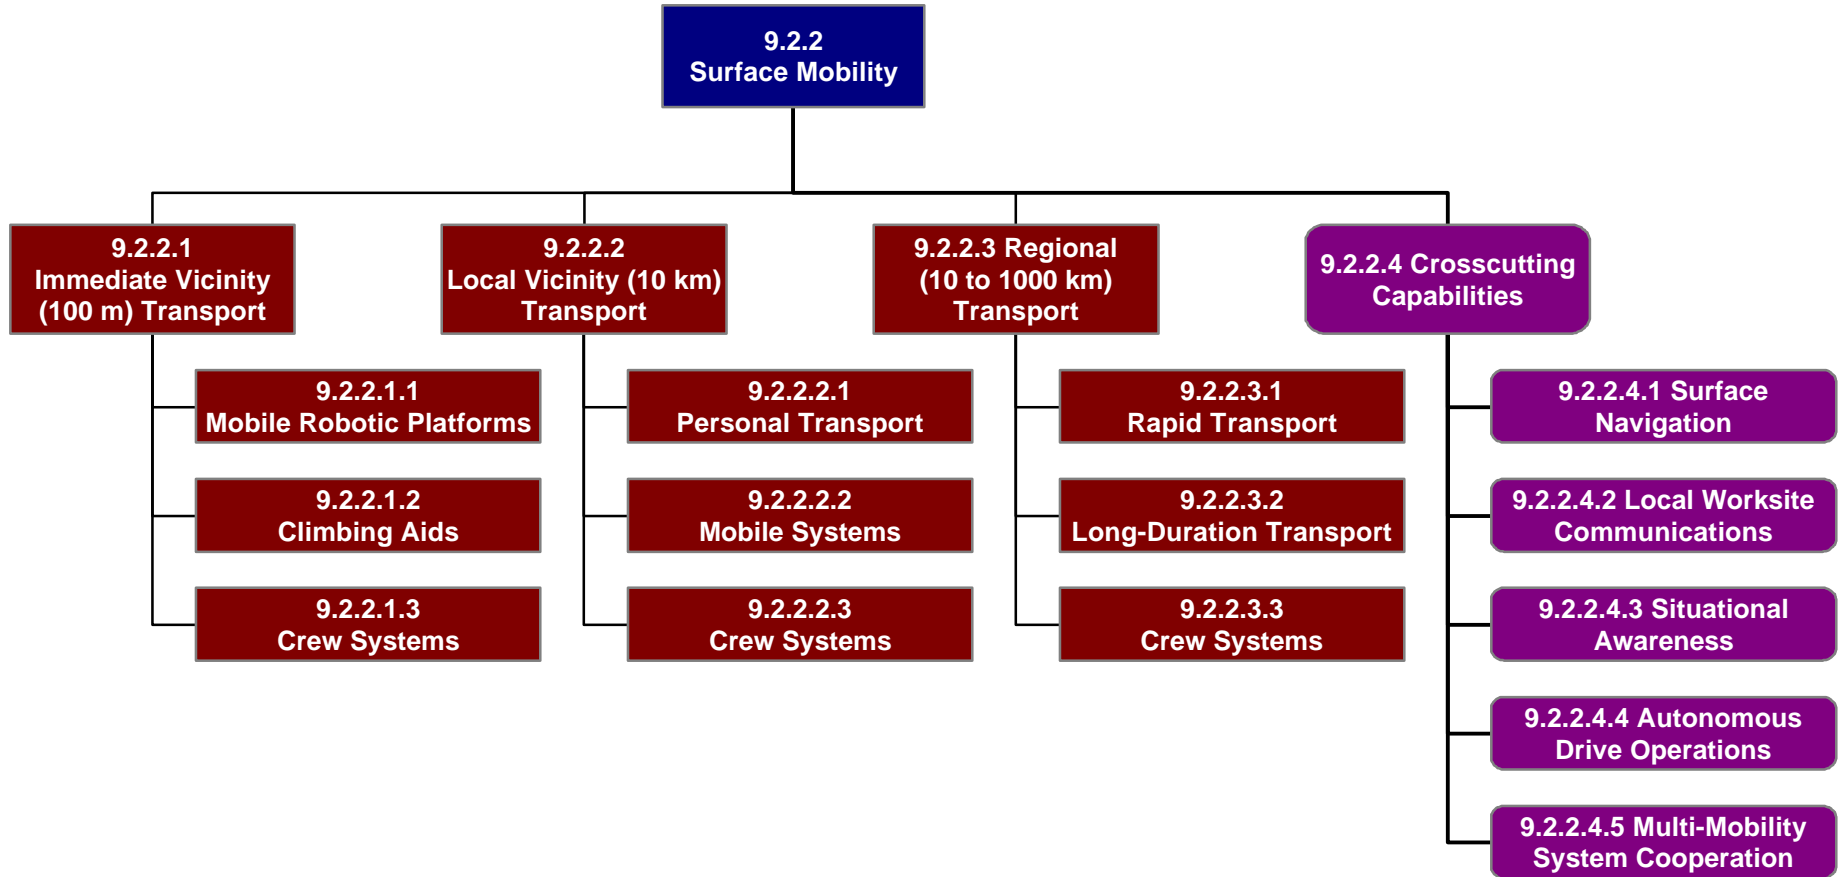 9.2.2
Surface Mobility
9.2.2.1
Immediate Vicinity
(100 m) Transport
9.2.2.2
Local Vicinity (10 km)
Transport
9.2.2.3 Regional
(10 to 1000 km)
Transport
9.2.2.4 Crosscutting
Capabilities
9.2.2.1.1
Mobile Robotic Platforms
9.2.2.1.2
Climbing Aids
9.2.2.1.3
Crew Systems
9.2.2.2.1
Personal Transport
9.2.2.2.2
Mobile Systems
9.2.2.2.3
Crew Systems
9.2.2.3.1
Rapid Transport
9.2.2.3.2
Long-Duration Transport
9.2.2.3.3
Crew Systems
9.2.2.4.1 Surface
Navigation
9.2.2.4.2 Local Worksite
Communications
9.2.2.4.3 Situational
Awareness
9.2.2.4.4 Autonomous
Drive Operations
9.2.2.4.5 Multi-Mobility
System Cooperation